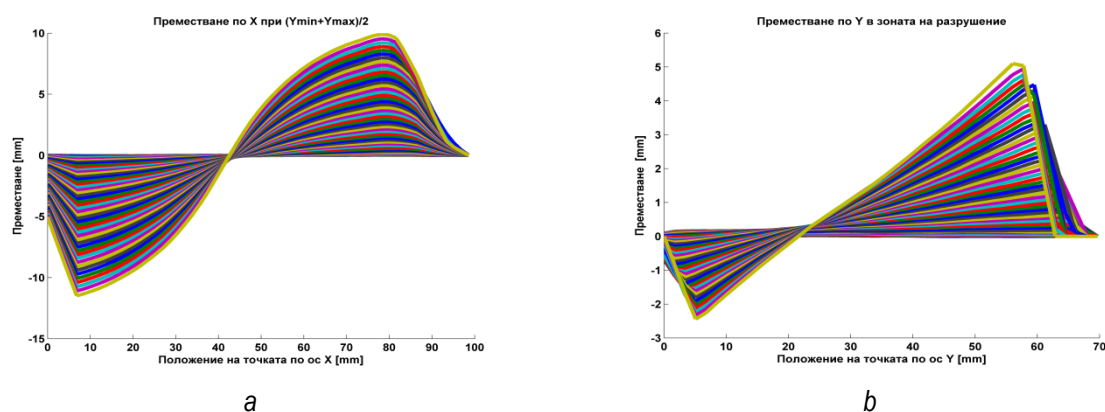 Преместване по X при (Ymin+Ymax)/2
Преместване [mm]
10
5
0
-5
-10
-15
0 10 20 30 40 50 60 70 80 90 100
Положение на точката по ос X [mm]
a
Преместване по Y в зоната на разрушение
Преместване [mm]
6
5
4
3
2
1
0
-1
-2
-3
0 10 20 30 40 50 60 70
Положение на точката по ос Y [mm]
b